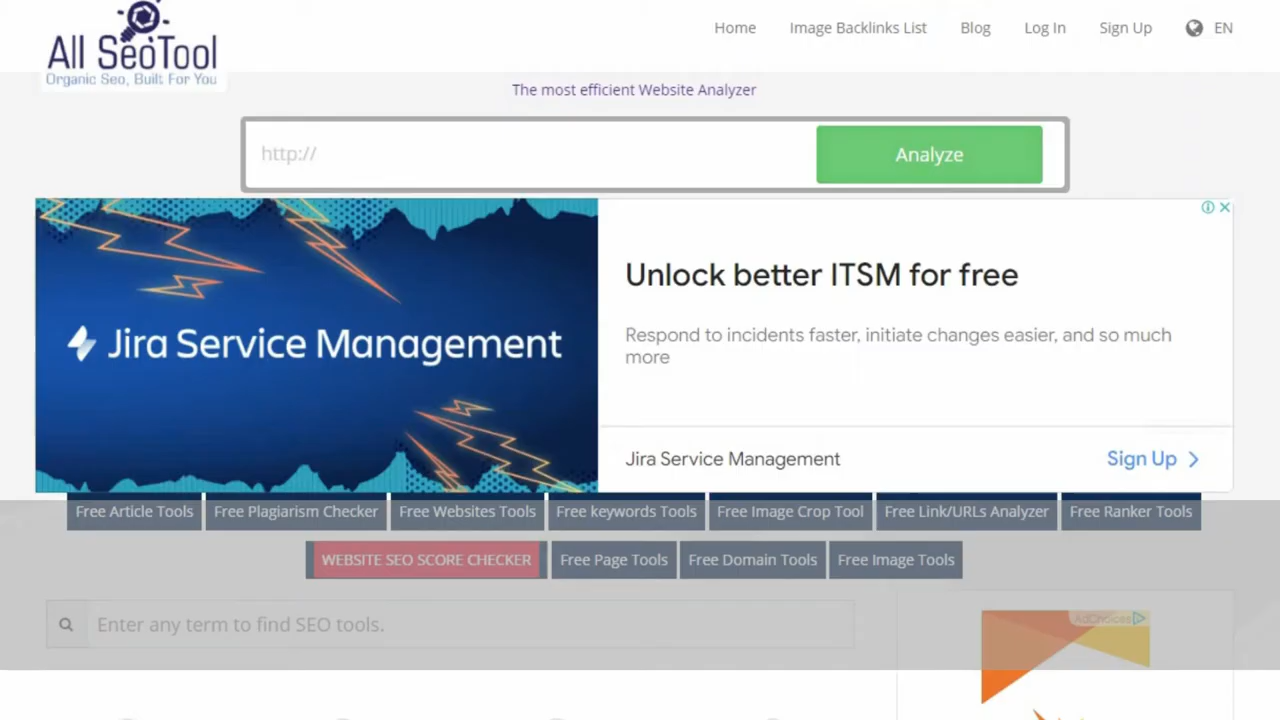 All SeoTool
Organic Seo, Built For You
Home Image Backlinks List Blog Log In Sign Up EN
The most efficient Website Analyzer
http://
Analyze
Jira Service Management
Unlock better ITSM for free
Respond to incidents faster, initiate changes easier, and so much
more
Jira Service Management
Sign Up
Free Article Tools Free Plagiarism Checker Free Websites Tools Free keywords Tools Free Image Crop Tool Free Link/URLs Analyzer Free Ranker Tools
WEBSITE SEO SCORE CHECKER Free Page Tools Free Domain Tools Free Image Tools
Enter any term to find SEO tools.
AdChoices